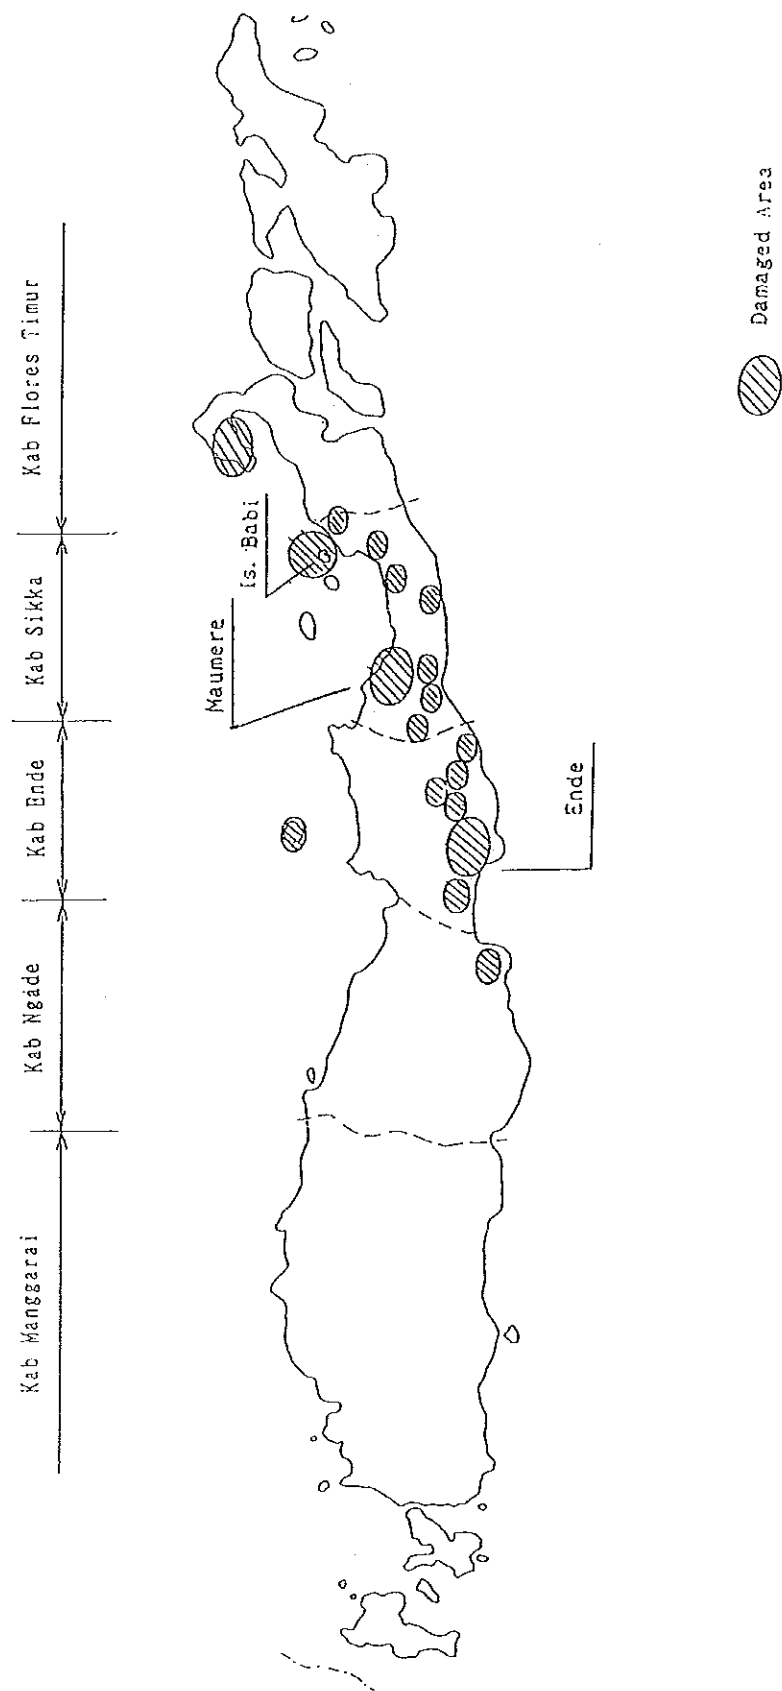 Kab Manggarai
Kab Ngade
Kab Ende
Kab Sikka
Kab Flores Timur
Maumere
Is. Babi
Ende
Damaged Area